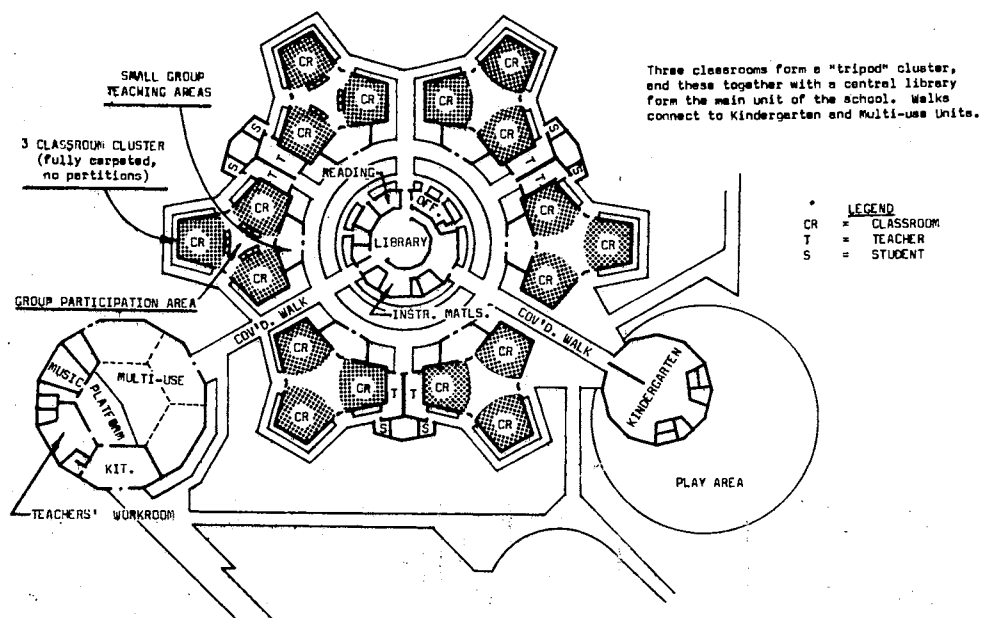 Three classrooms form a "tripod" cluster,
and these together with a central library
form the main unit of the school. Walks
connect to Kindergarten and Multi-use Units.
SMALL GROUP
TEACHING AREAS
3 CLASSROOM CLUSTER
(fully carpeted,
no partitions)
GROUP PARTICIPATION AREA
LEGEND
CR = CLASSROOM
T = TEACHER
S = STUDENT
CR
CR
CR
CR
CR
CR
S
T
S
S
T
S
READING
OFF.
LIBRARY
INSTR. MATLS.
CR
CR
CR
CR
CR
CR
COV'D. WALK
COV'D. WALK
CR
CR
CR
CR
CR
CR
T
T
S
S
MUSIC
PLATFORM
MULTI-USE
KIT.
TEACHERS' WORKROOM
KINDERGARTEN
PLAY AREA